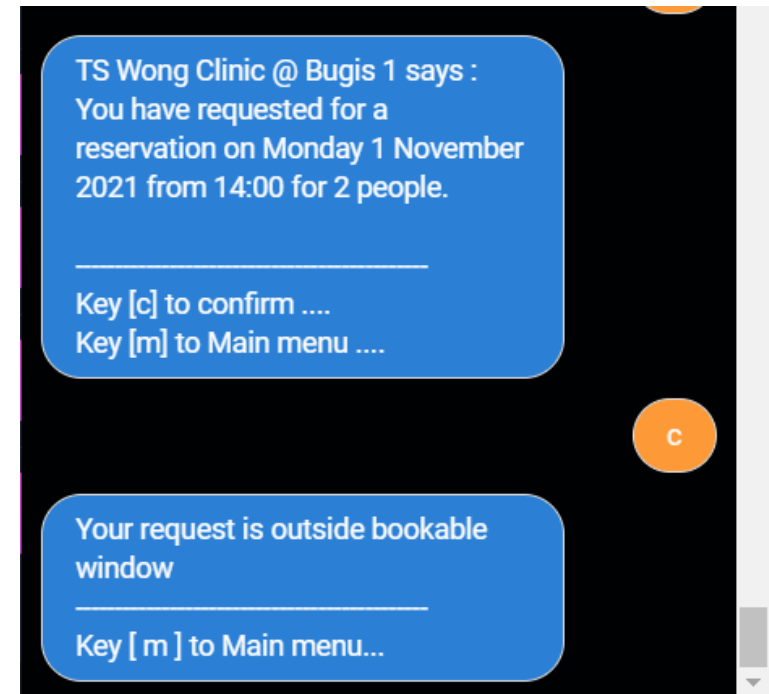 TS Wong Clinic @ Bugis 1 says :
You have requested for a
reservation on Monday 1 November
2021 from 14:00 for 2 people.
----------------------------------------
Key [c] to confirm ....
Key [m] to Main menu ....
c
Your request is outside bookable
window
----------------------------------------
Key [ m ] to Main menu...